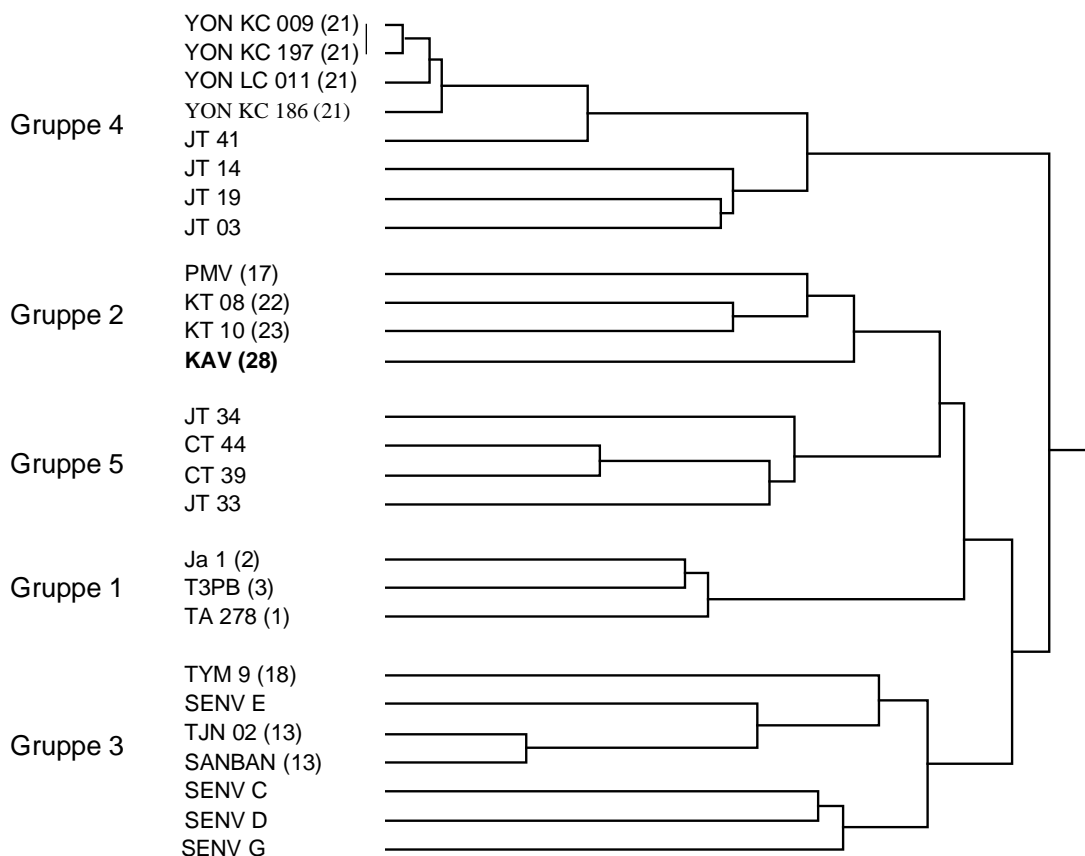 Gruppe 4
YON KC 009 (21)
YON KC 197 (21)
YON LC 011 (21)
YON KC 186 (21)
JT 41
JT 14
JT 19
JT 03
Gruppe 2
PMV (17)
KT 08 (22)
KT 10 (23)
KAV (28)
Gruppe 5
JT 34
CT 44
CT 39
JT 33
Gruppe 1
Ja 1 (2)
T3PB (3)
TA 278 (1)
Gruppe 3
TYM 9 (18)
SENV E
TJN 02 (13)
SANBAN (13)
SENV C
SENV D
SENV G